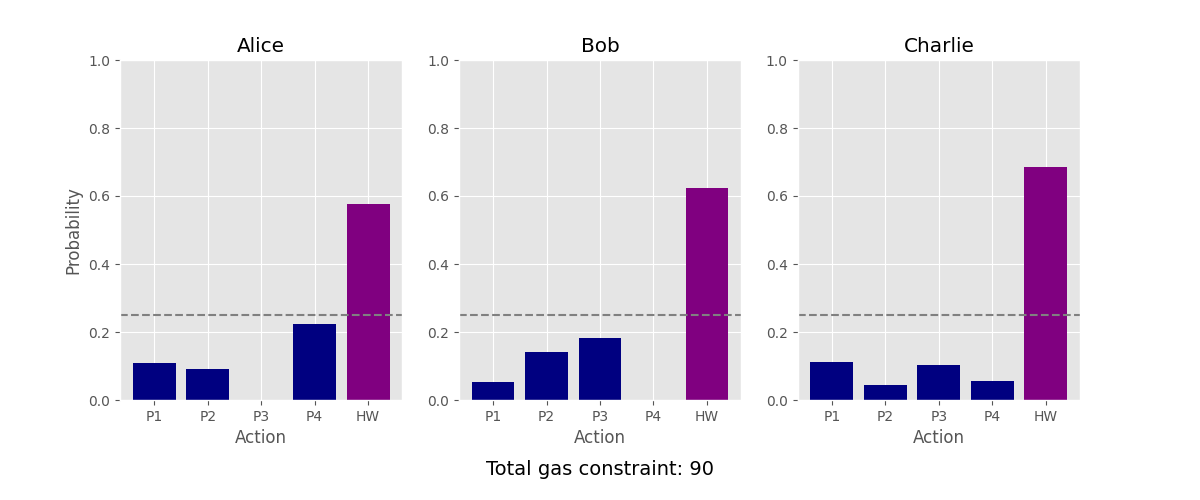 Alice
Bob
Charlie
Probability
1.0
0.8
0.6
0.4
0.2
0.0
P1 P2 P3 P4 HW
Action
1.0
0.8
0.6
0.4
0.2
0.0
P1 P2 P3 P4 HW
Action
1.0
0.8
0.6
0.4
0.2
0.0
P1 P2 P3 P4 HW
Action
Total gas constraint: 90